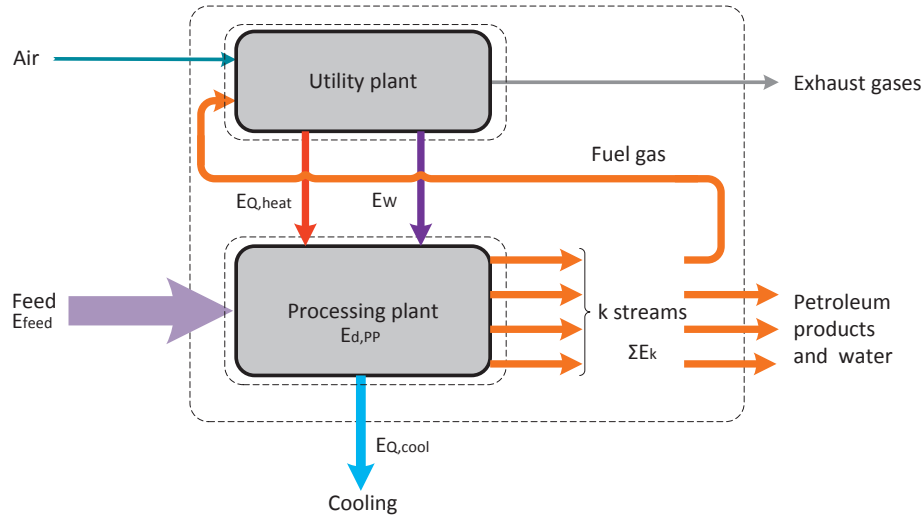 Air
Utility plant
Exhaust gases
Fuel gas
EQ,heat
EW
Feed
Efeed
Processing plant
Ed,PP
k streams
ΣEk
Petroleum
products
and water
EQ,cool
Cooling